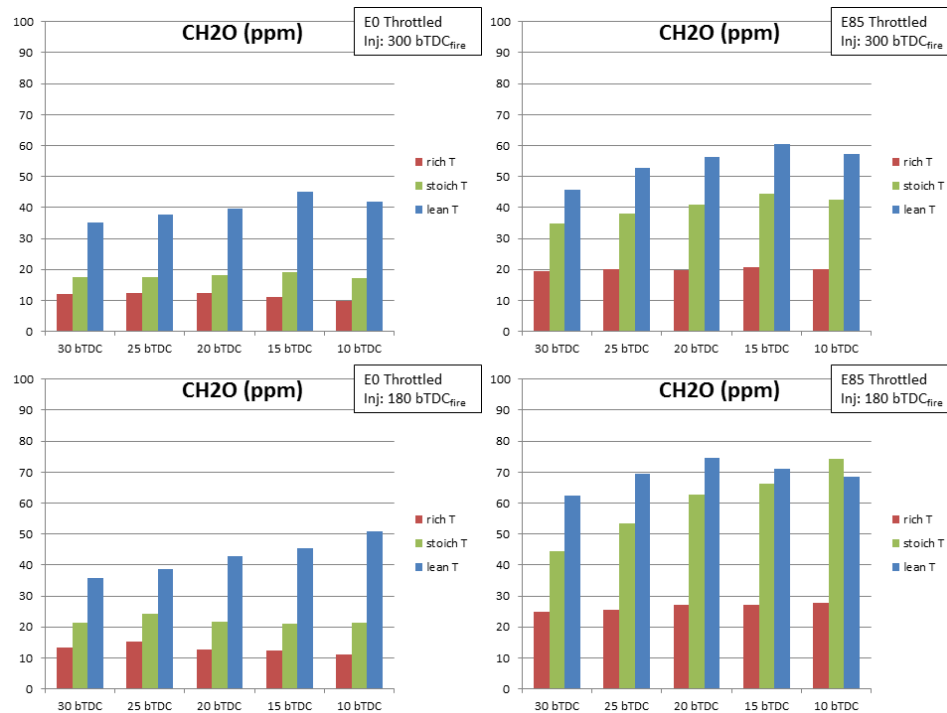 CH2O (ppm)
E0 Throttled
Inj: 300 bTDCfire
100
90
80
70
60
50
40
30
20
10
0
30 bTDC 25 bTDC 20 bTDC 15 bTDC 10 bTDC
rich T
stoich T
lean T
CH2O (ppm)
E85 Throttled
Inj: 300 bTDCfire
100
90
80
70
60
50
40
30
20
10
0
30 bTDC 25 bTDC 20 bTDC 15 bTDC 10 bTDC
rich T
stoich T
lean T
CH2O (ppm)
E0 Throttled
Inj: 180 bTDCfire
100
90
80
70
60
50
40
30
20
10
0
30 bTDC 25 bTDC 20 bTDC 15 bTDC 10 bTDC
rich T
stoich T
lean T
CH2O (ppm)
E85 Throttled
Inj: 180 bTDCfire
100
90
80
70
60
50
40
30
20
10
0
30 bTDC 25 bTDC 20 bTDC 15 bTDC 10 bTDC
rich T
stoich T
lean T